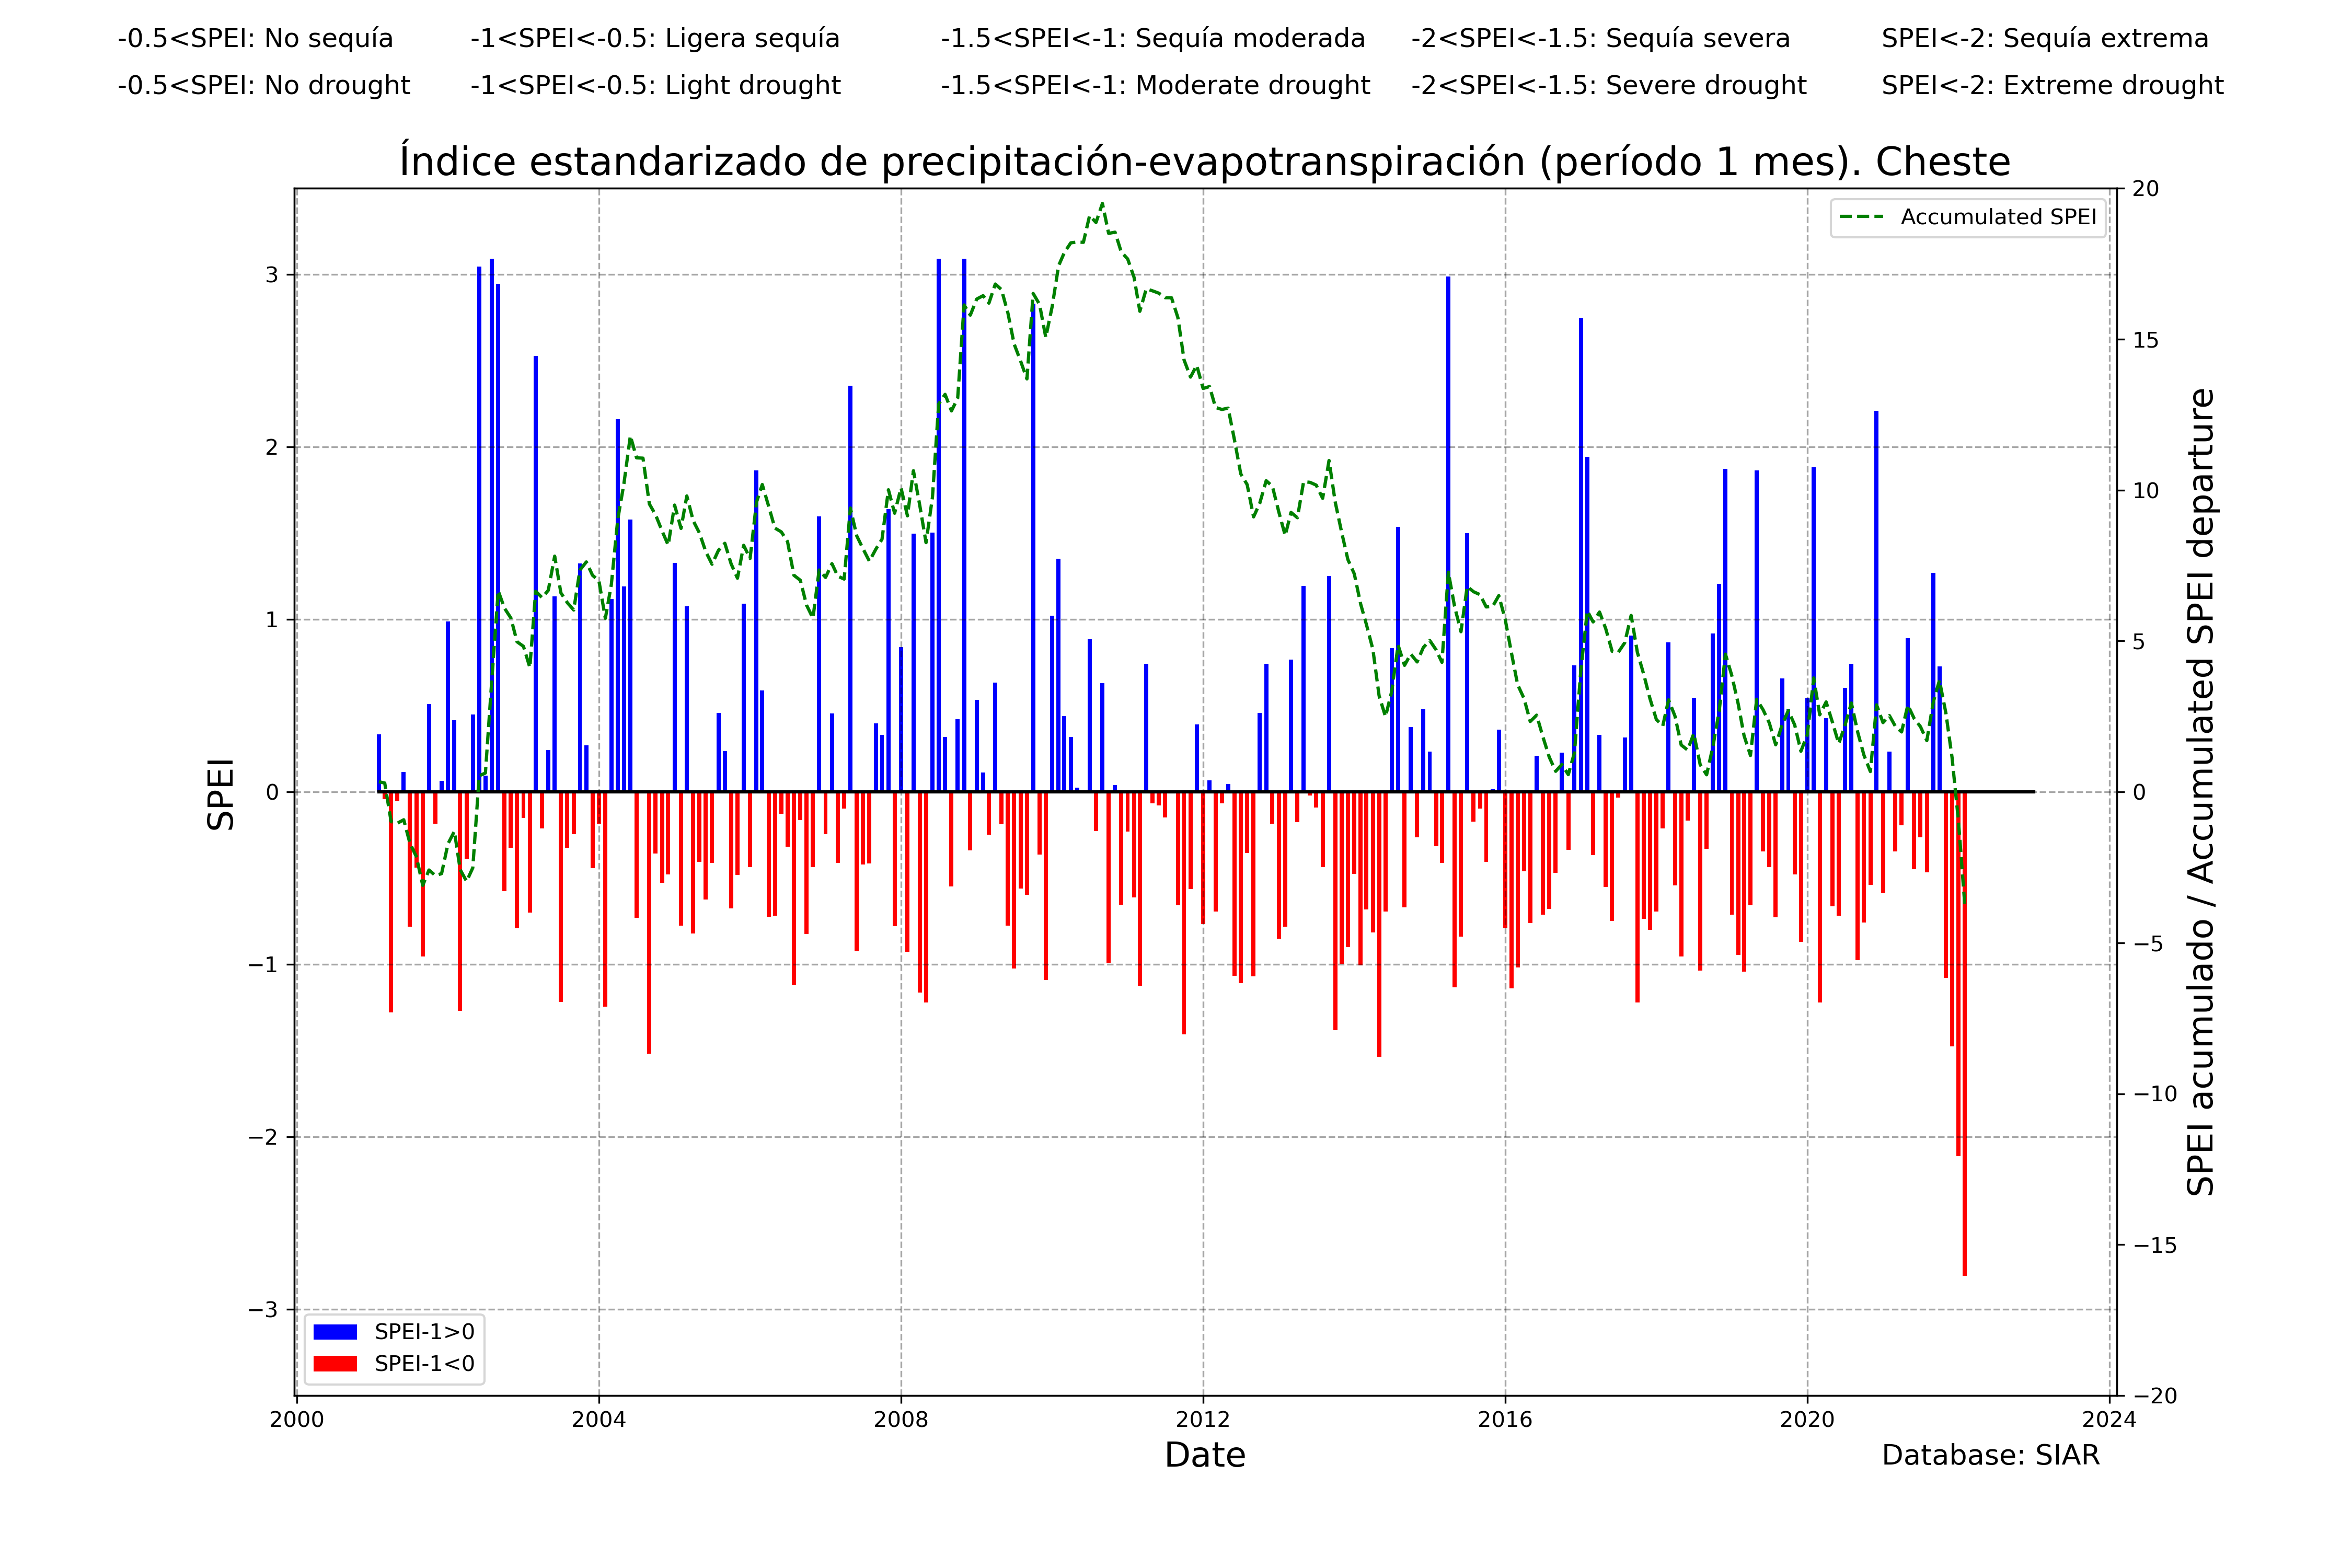 -0.5<SPEI: No sequía -1<SPEI<-0.5: Ligera sequía -1.5<SPEI<-1: Sequía moderada -2<SPEI<-1.5: Sequía severa SPEI<-2: Sequía extrema
-0.5<SPEI: No drought -1<SPEI<-0.5: Light drought -1.5<SPEI<-1: Moderate drought -2<SPEI<-1.5: Severe drought SPEI<-2: Extreme drought
Índice estandarizado de precipitación-evapotranspiración (período 1 mes). Cheste
Accumulated SPEI
SPEI
3
2
1
0
−1
−2
−3
20
15
10
5
0
−5
−10
−15
−20
SPEI acumulado / Accumulated SPEI departure
SPEI-1>0
SPEI-1<0
2000 2004 2008 2012 2016 2020 2024
Date
Database: SIAR